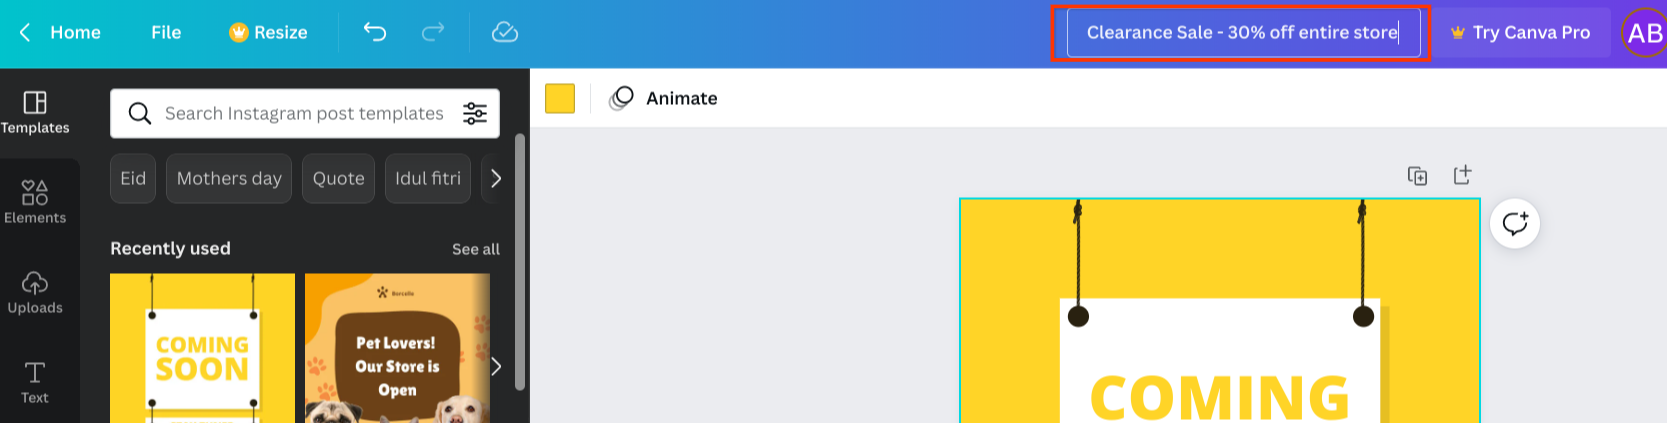 Home File Resize Clearance Sale - 30% off entire store Try Canva Pro AB
Templates
Search Instagram post templates
Animate
Eid Mothers day Quote Idul fitri
Elements
Recently used See all
Uploads
COMING
SOON
Borcelle
Pet Lovers!
Our Store is
Open
Text
COMING